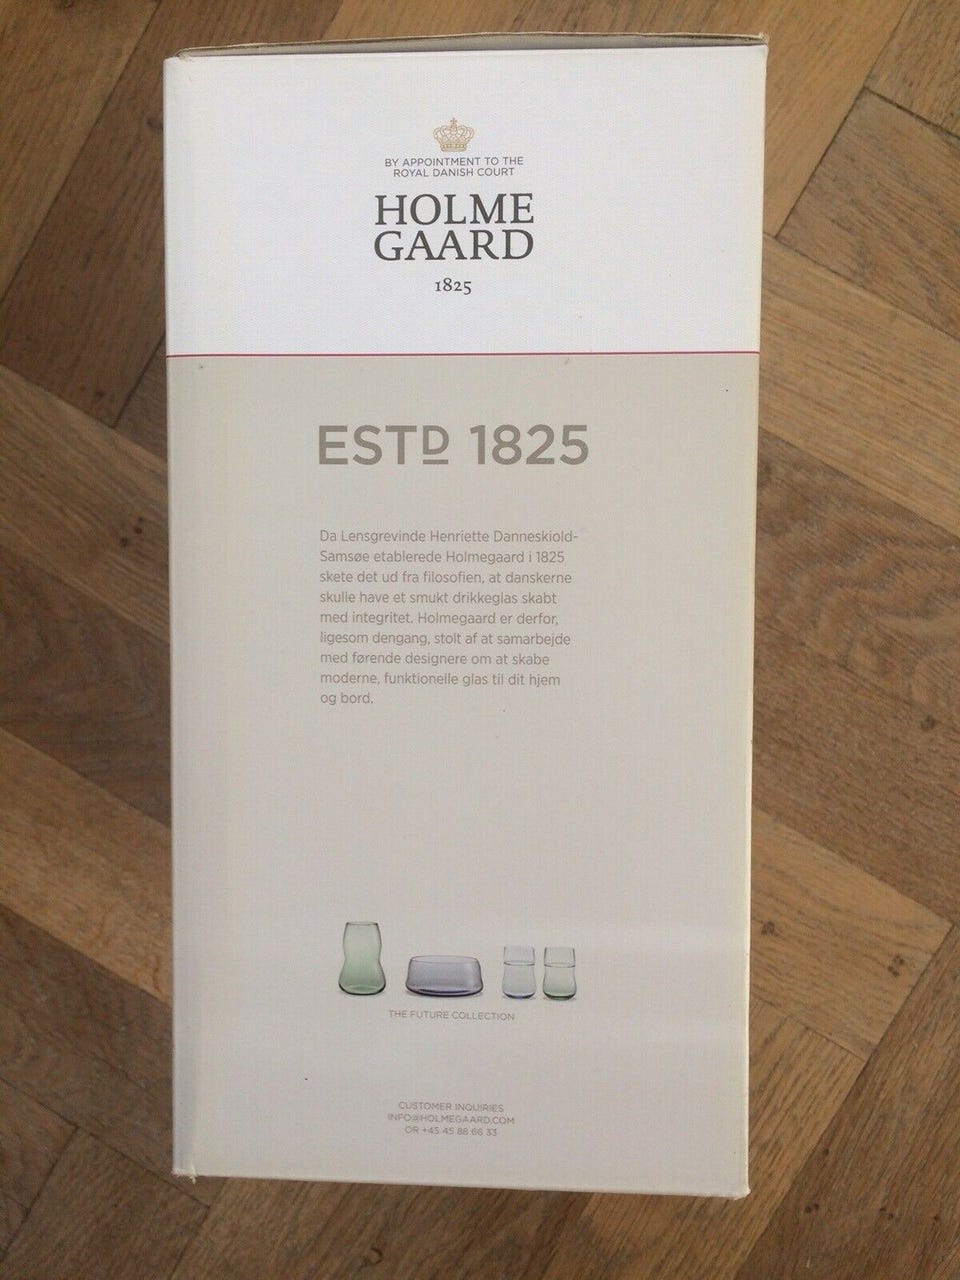 BY APPOINTMENT TO THE
ROYAL DANISH COURT
HOLME
GAARD
1825
ESTD 1825
Da Lensgrevinde Henriette Danneskiold-
Samsøe etablerede Holmegaard i 1825
skete det ud fra filosofien, at danskerne
skulle have et smukt drikkeglas skabt
med integritet. Holmegaard er derfor,
ligesom dengang, stolt af at samarbejde
med førende designere om at skabe
moderne, funktionelle glas til dit hjem
og bord.
THE FUTURE COLLECTION
CUSTOMER INQUIRIES
INFO@HOLMEGAARD.COM
OR +45 45 88 66 33